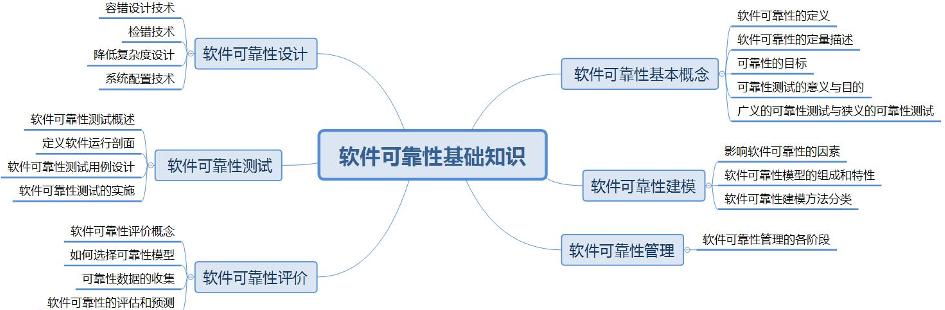 软件可靠性基础知识
软件可靠性基本概念
软件可靠性的定义
软件可靠性的定量描述
可靠性的目标
可靠性测试的意义与目的
广义的可靠性测试与狭义的可靠性测试
软件可靠性建模
影响软件可靠性的因素
软件可靠性模型的组成和特性
软件可靠性建模方法分类
软件可靠性管理
软件可靠性管理的各阶段
软件可靠性设计
容错设计技术
检错技术
降低复杂度设计
系统配置技术
软件可靠性测试
软件可靠性测试概述
定义软件运行剖面
软件可靠性测试用例设计
软件可靠性测试的实施
软件可靠性评价
软件可靠性评价概念
如何选择可靠性模型
可靠性数据的收集
软件可靠性的评估和预测